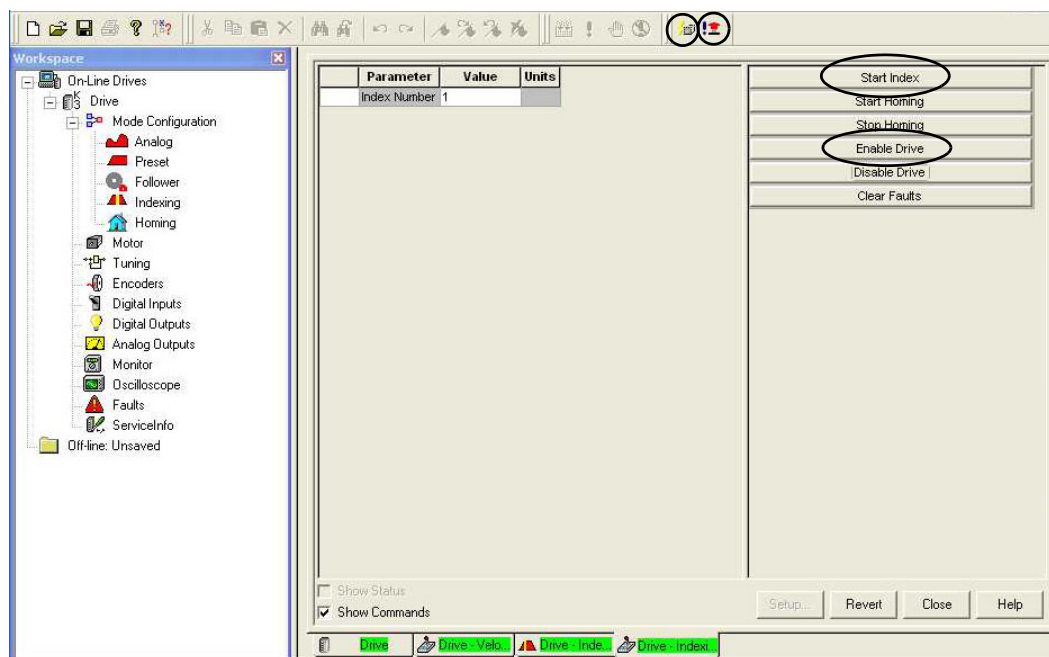 Workspace
On-Line Drives
Drive
Mode Configuration
Analog
Preset
Follower
Indexing
Homing
Motor
Tuning
Encoders
Digital Inputs
Digital Outputs
Analog Outputs
Monitor
Oscilloscope
Faults
ServiceInfo
Off-line: Unsaved
Parameter Value Units
Index Number 1
Start Index
Start Homing
Stop Homing
Enable Drive
Disable Drive
Clear Faults
Show Status
Show Commands
Setup... Revert Close Help
Drive Drive - Velo... Drive - Inde... Drive - Indexi...